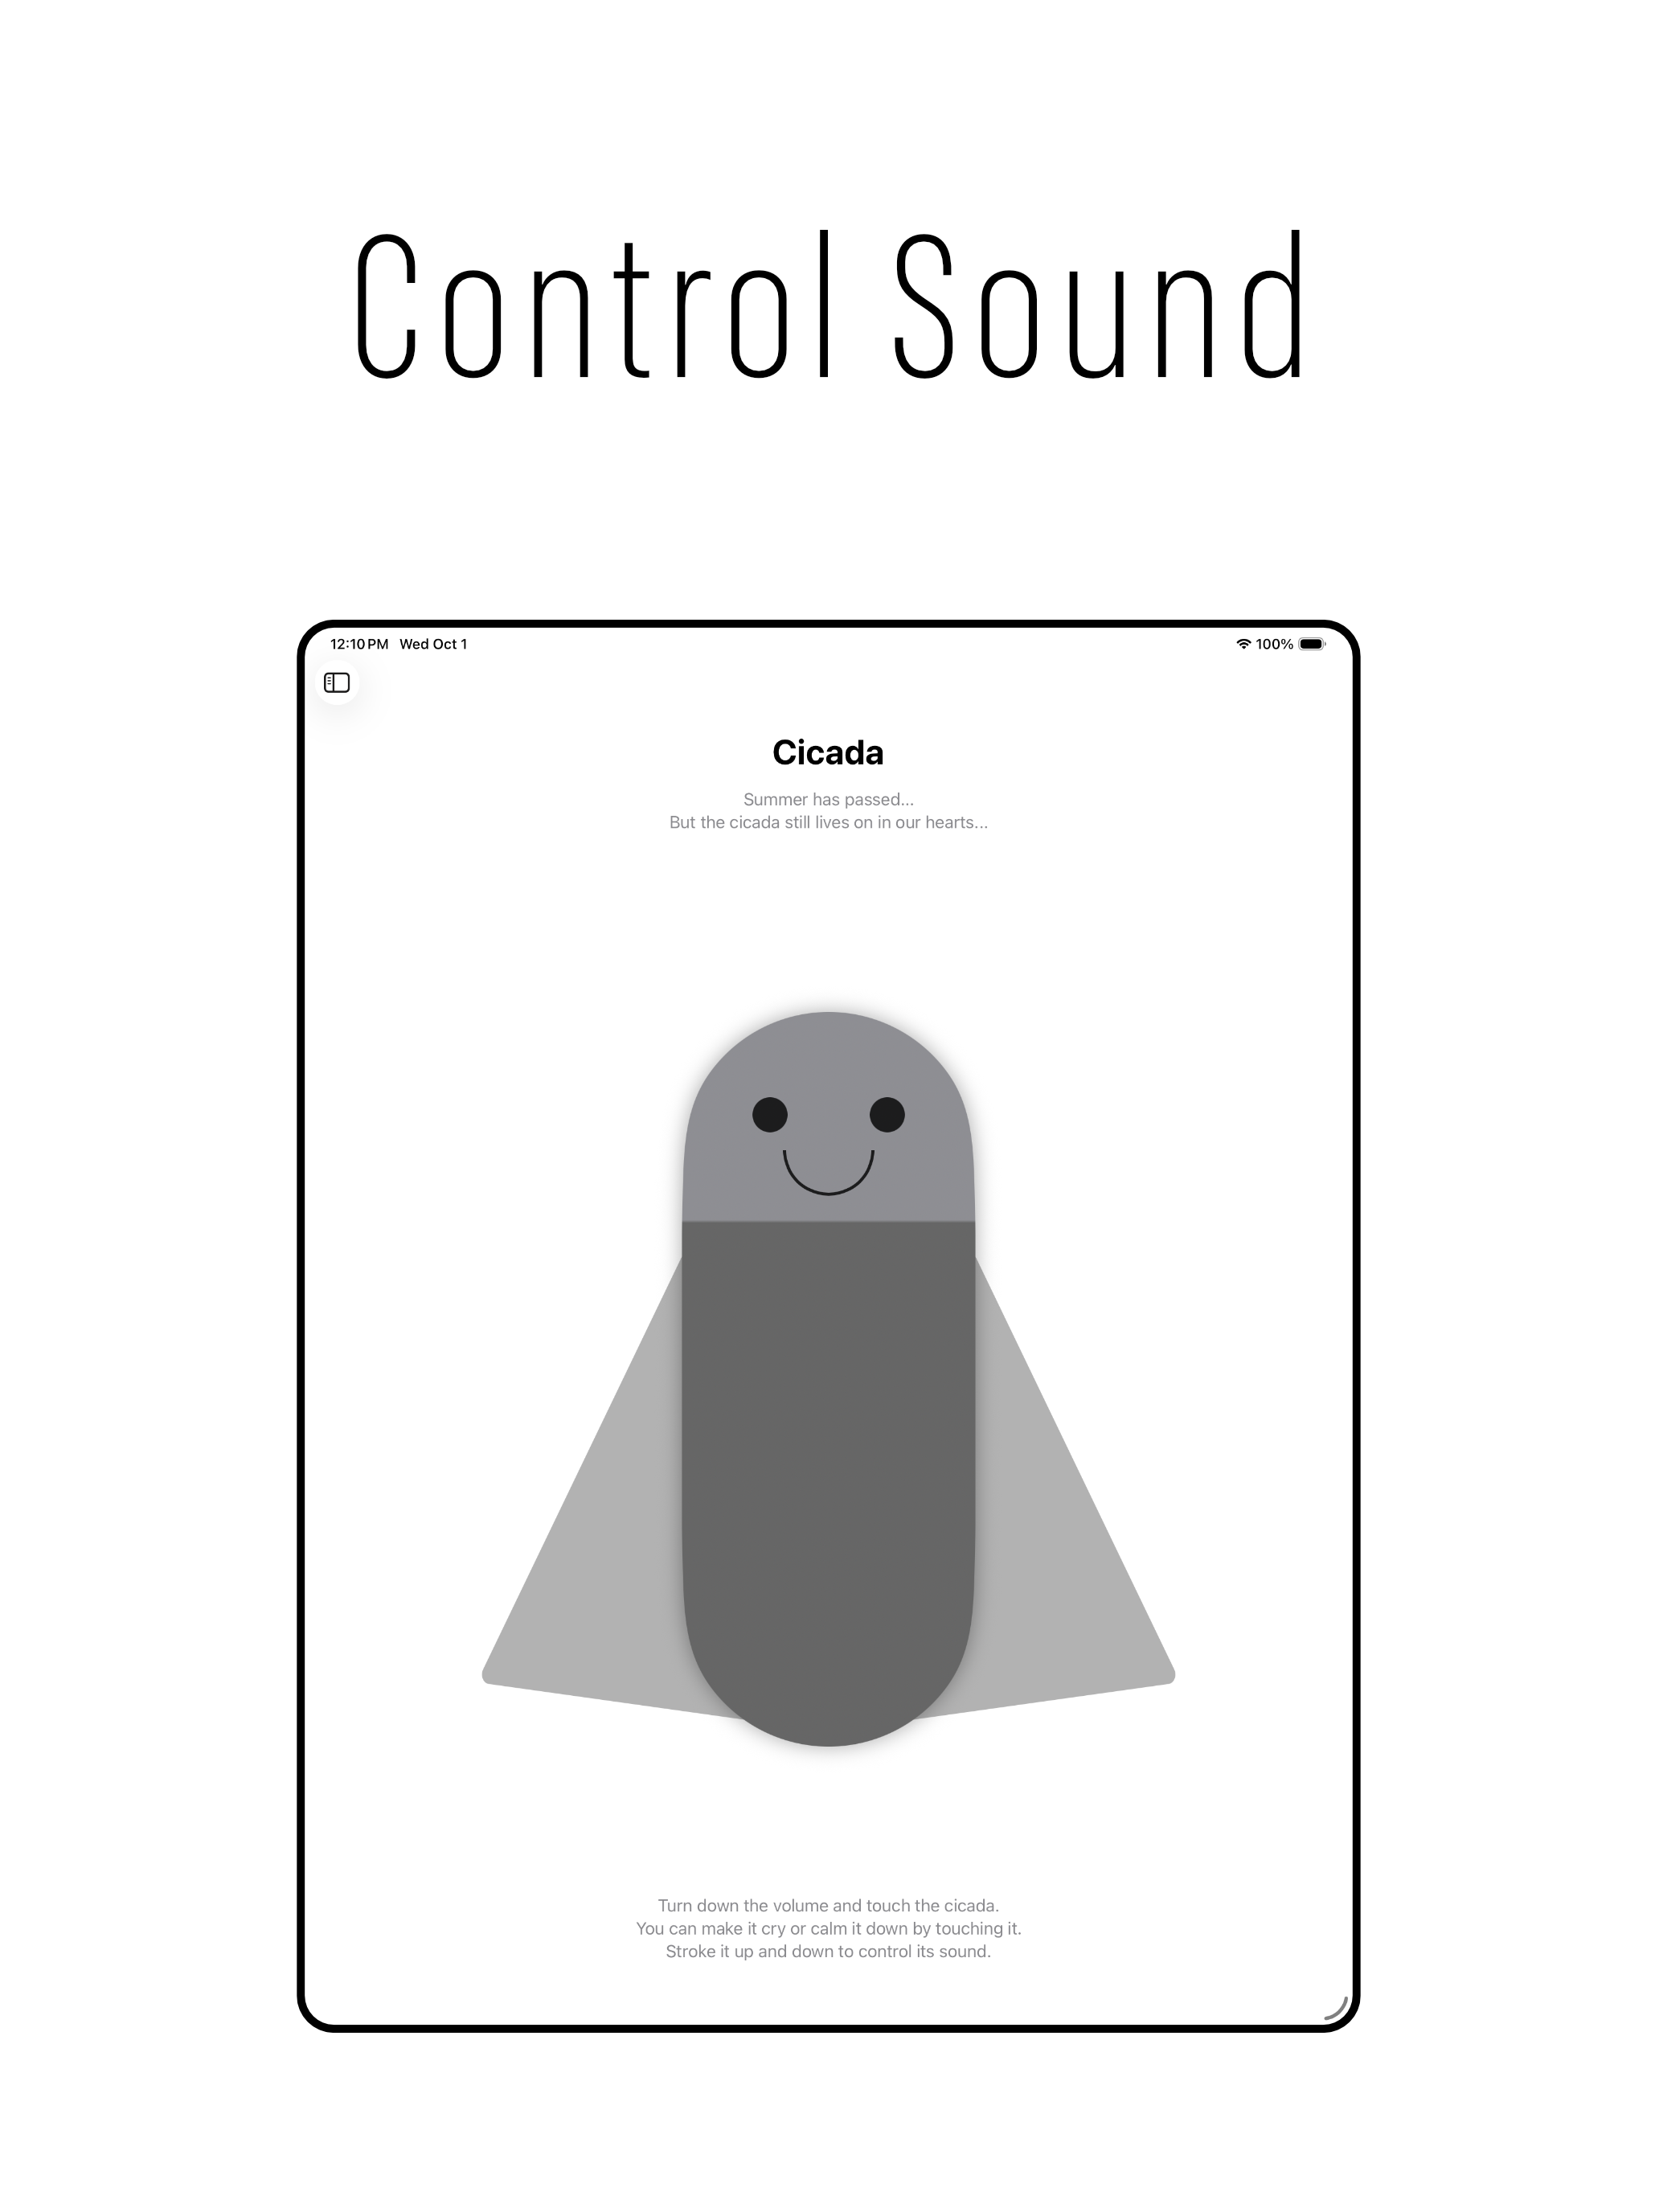 Control Sound
12:10 PM Wed Oct 1
100%
Cicada
Summer has passed...
But the cicada still lives on in our hearts...
Turn down the volume and touch the cicada.
You can make it cry or calm it down by touching it.
Stroke it up and down to control its sound.